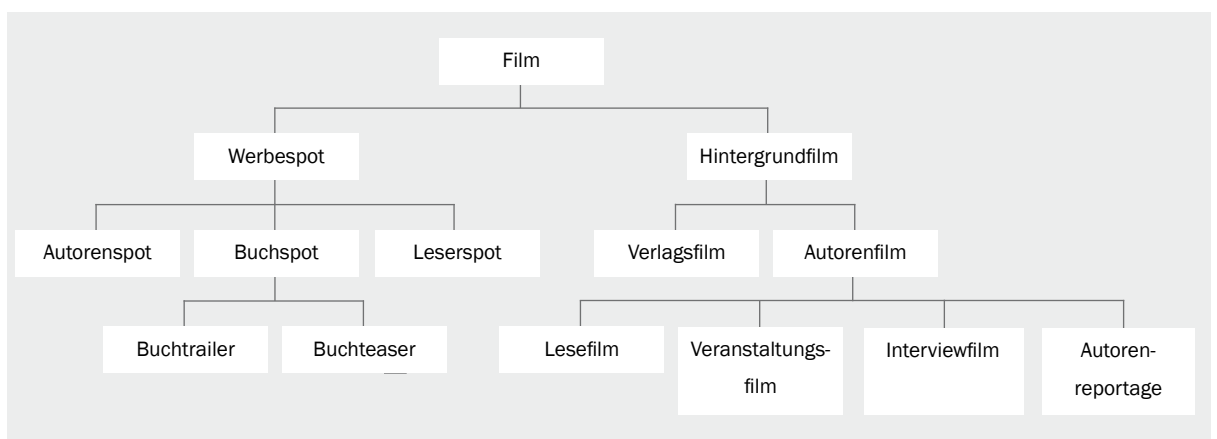 Film
Werbespot
Hintergrundfilm
Autorenspot
Buchspot
Leserspot
Verlagsfilm
Autorenfilm
Buchtrailer
Buchteaser
Lesefilm
Veranstaltungs-
film
Interviewfilm
Autoren-
reportage